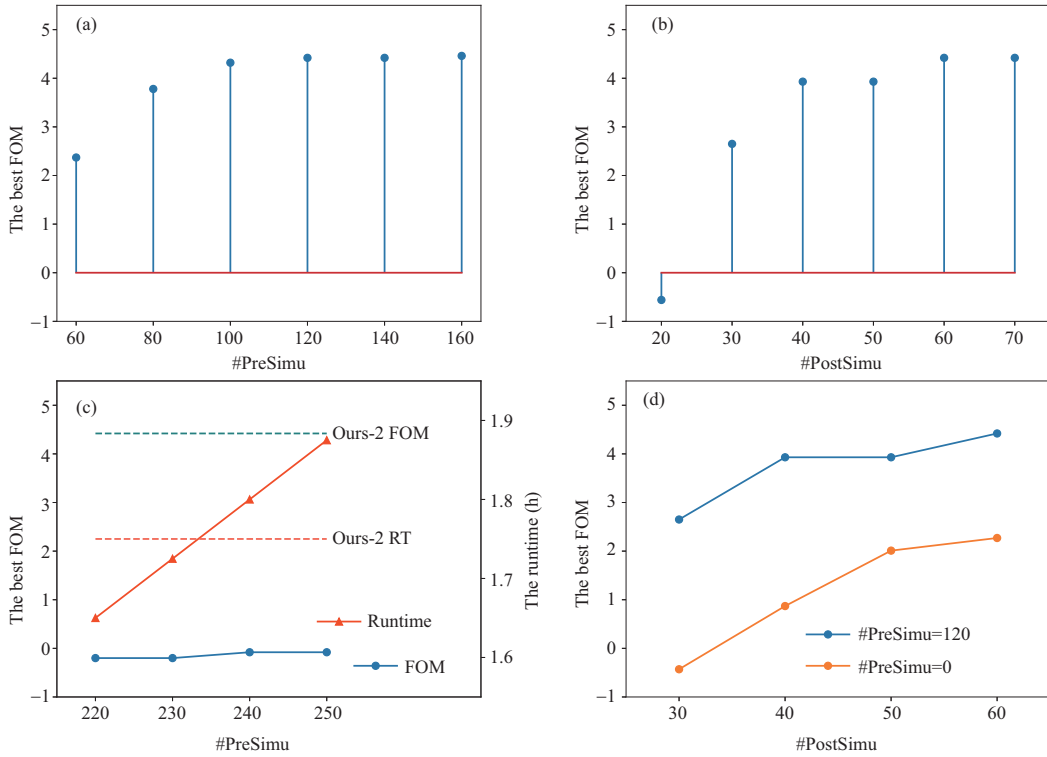 (a)
5
4
3
2
1
0
−1
The best FOM
60 80 100 120 140 160
#PreSimu
(b)
5
4
3
2
1
0
−1
The best FOM
20 30 40 50 60 70
#PostSimu
(c)
5
4
3
2
1
0
−1
The best FOM
Ours-2 FOM
Ours-2 RT
Runtime
FOM
1.9
1.8
1.7
1.6
The runtime (h)
220 230 240 250
#PreSimu
(d)
5
4
3
2
1
0
−1
The best FOM
#PreSimu=120
#PreSimu=0
30 40 50 60
#PostSimu